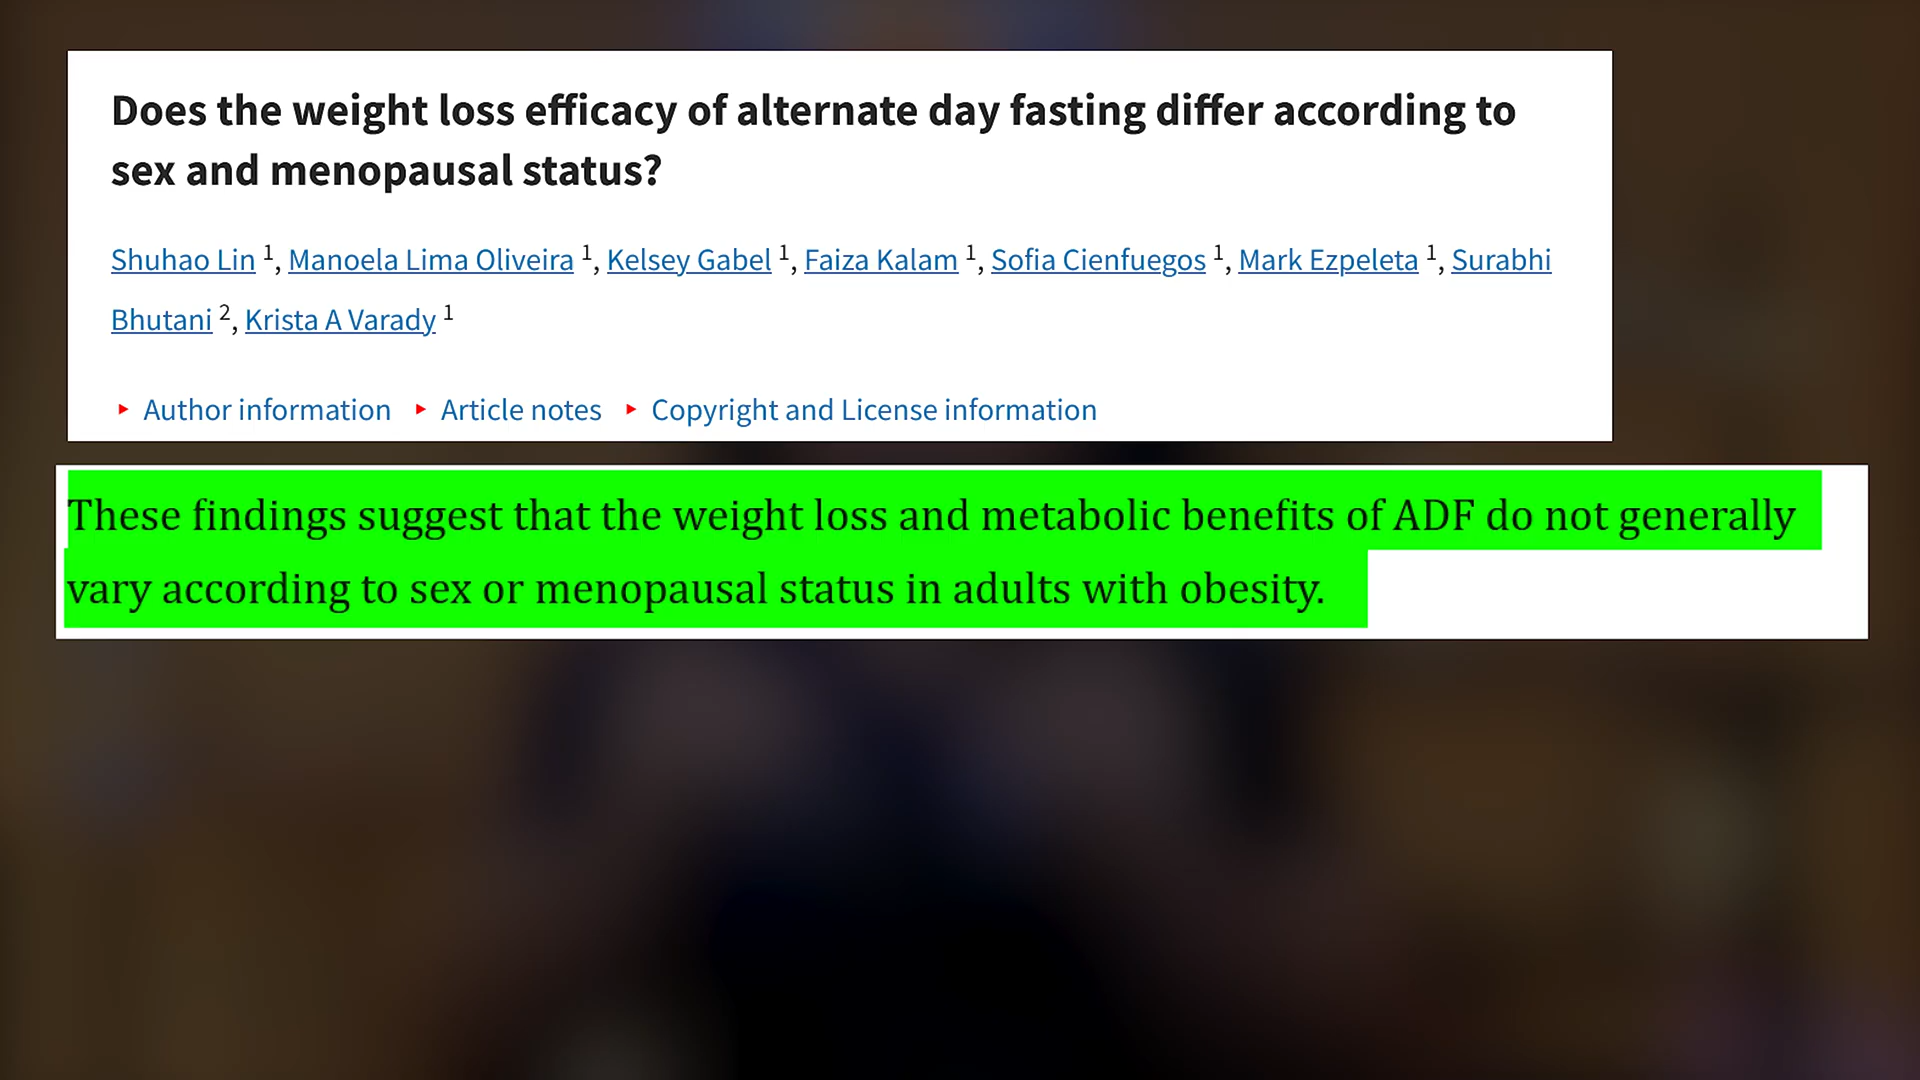 Does the weight loss efficacy of alternate day fasting differ according to
sex and menopausal status?
Shuhao Lin 1, Manoela Lima Oliveira 1, Kelsey Gabel 1, Faiza Kalam 1, Sofia Cienfuegos 1, Mark Ezpeleta 1, Surabhi
Bhutani 2, Krista A Varady 1
▸ Author information ▸ Article notes ▸ Copyright and License information
These findings suggest that the weight loss and metabolic benefits of ADF do not generally
vary according to sex or menopausal status in adults with obesity.